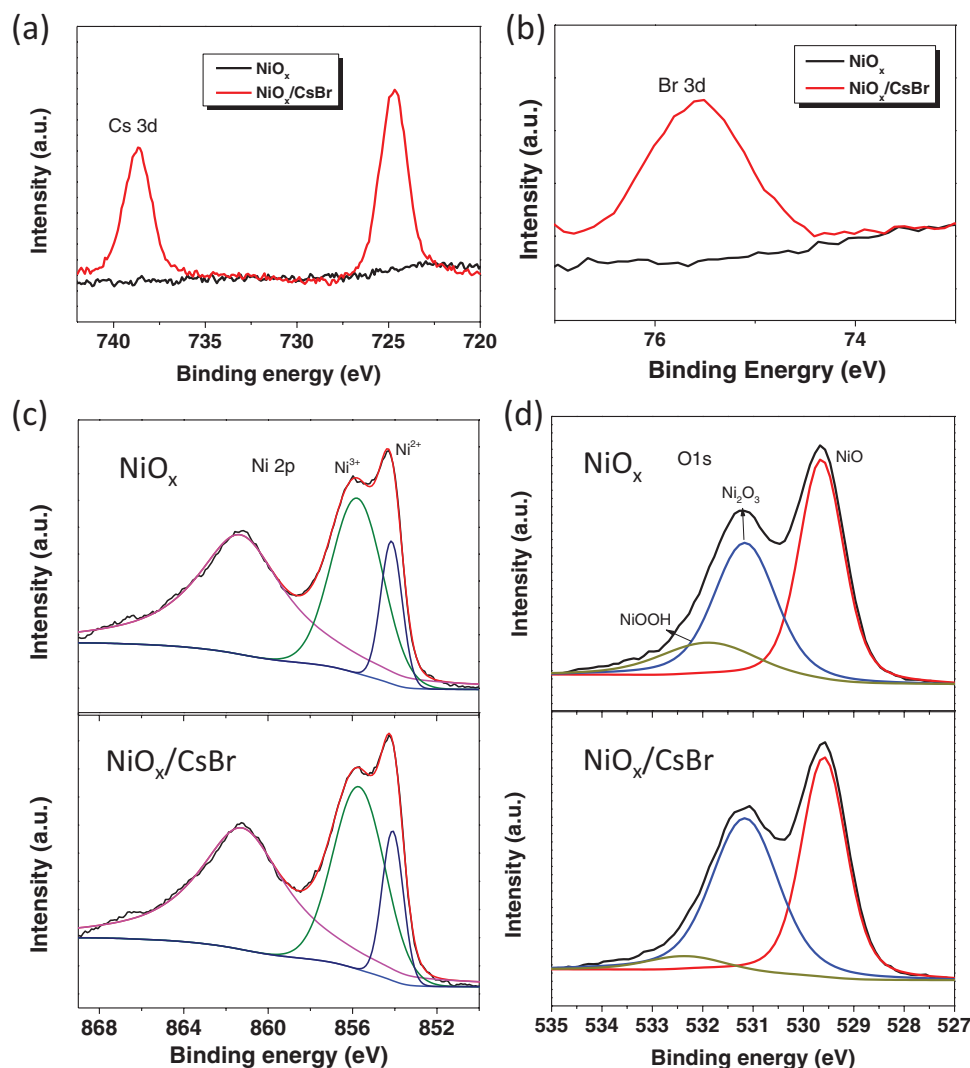 (a)
NiOₓ
NiOₓ/CsBr
Cs 3d
Intensity (a.u.)
740 735 730 725 720
Binding energy (eV)
(b)
NiOₓ
NiOₓ/CsBr
Br 3d
Intensity (a.u.)
76 74
Binding Energry (eV)
(c)
NiOₓ
Ni 2p
Ni³⁺
Ni²⁺
Intensity (a.u.)
NiOₓ/CsBr
Intensity (a.u.)
868 864 860 856 852
Binding energy (eV)
(d)
NiOₓ
O1s
NiO
Ni₂O₃
NiOOH
Intensity (a.u.)
NiOₓ/CsBr
Intensity (a.u.)
535 534 533 532 531 530 529 528 527
Binding energy (eV)